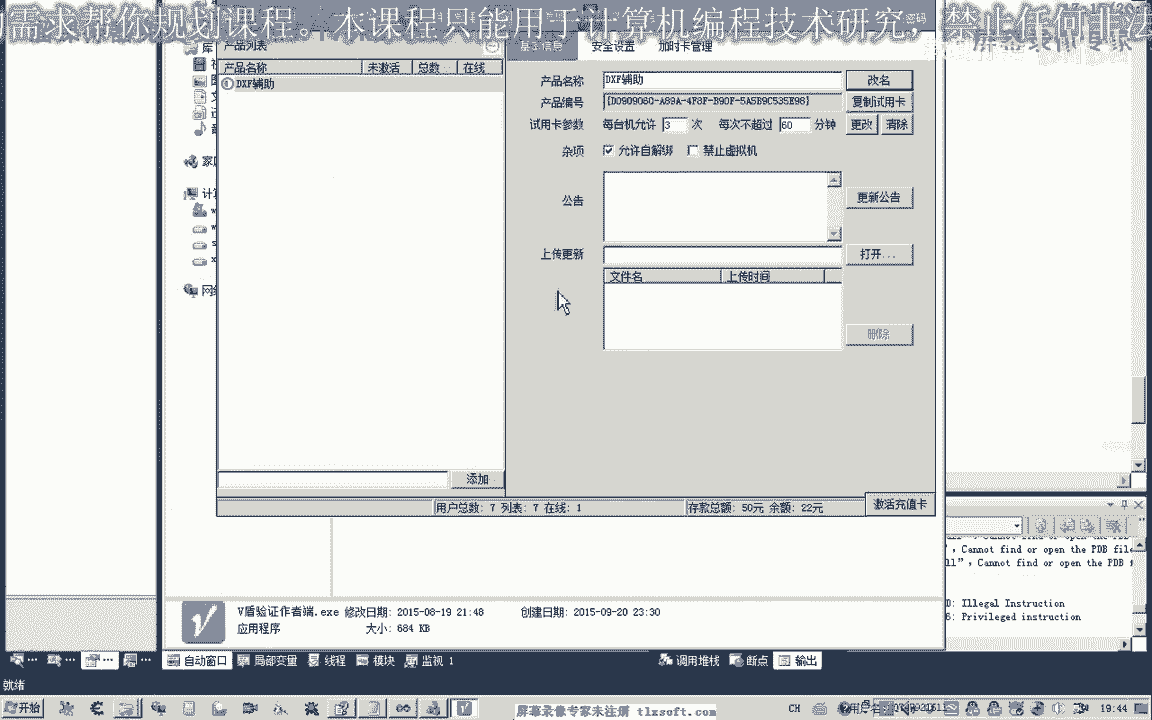 需求帮你规划课程。本课程只能用于计算机编程技术研究，禁止任何非法
屏幕录像专家
产品列表
基本信息 安全设置 加时卡管理
产品名称 未激活 总数 在线
DXF辅助
产品名称 DXF辅助 改名
产品编号 复制试用卡
试用卡参数 每台机允许 3 次 每次不超过 60 分钟 更改 清除
杂项 允许自解绑 禁止虚拟机
公告 更新公告
上传更新 打开...
文件名 上传时间
删除
添加
用户总数: 7 列表: 7 在线: 1 存款总额: 50元 余额: 22元 激活充值卡
, Cannot find or open the PDB file
ll", Cannot find or open the PDB f
: Illegal Instruction
: Privileged instruction
V盾验证作者端.exe 修改日期: 2015-08-19 21:48 创建日期: 2015-09-20 23:30
应用程序 大小: 684 KB
自动窗口 局部变量 线程 模块 监视 1 调用堆栈 断点 输出
就绪
开始 屏幕录像专家未注册 tlxsoft.com CH 19:44